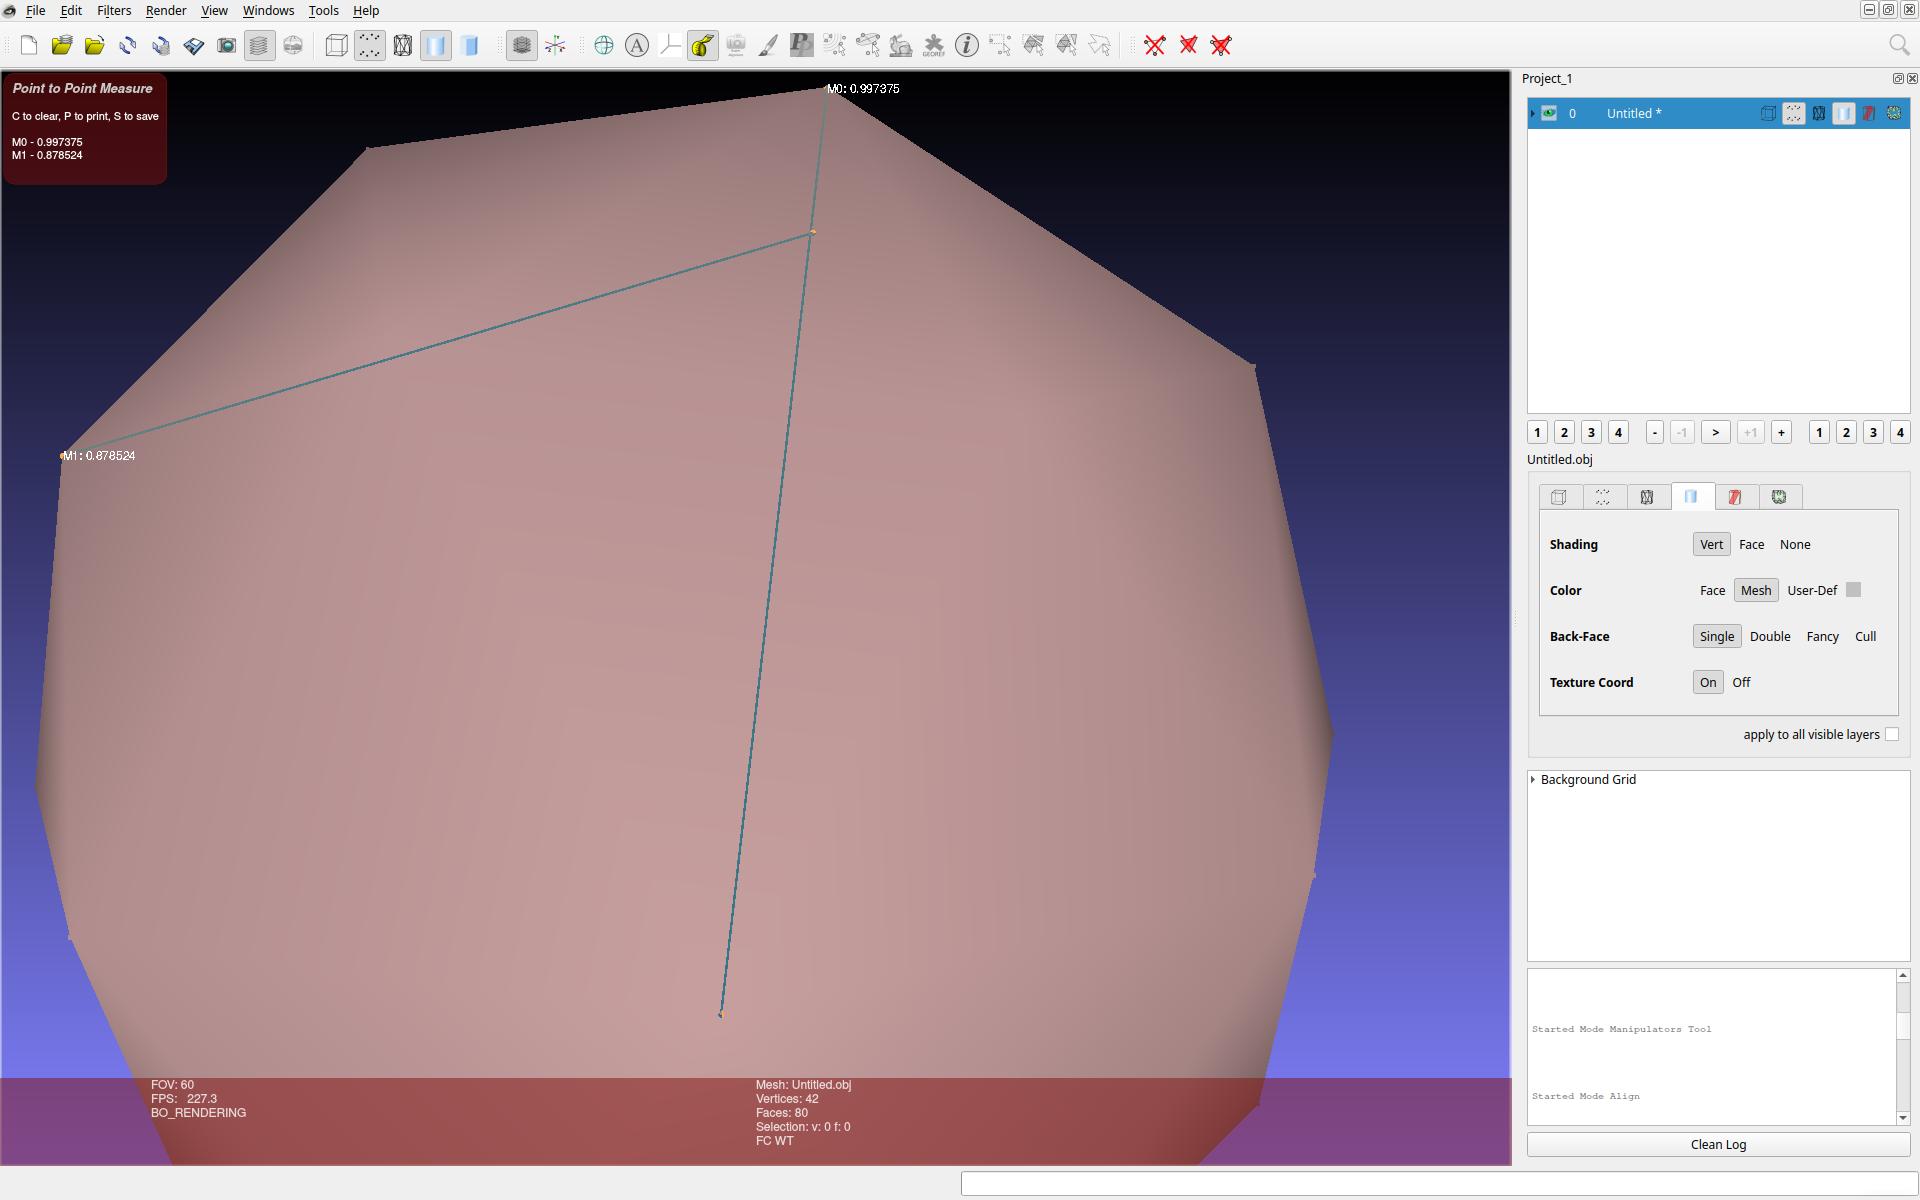 File Edit Filters Render View Windows Tools Help
Point to Point Measure
C to clear, P to print, S to save
M0 - 0.997375
M1 - 0.878524
M0: 0.997375
M1: 0.878524
FOV: 60
FPS: 227.3
BO_RENDERING
Mesh: Untitled.obj
Vertices: 42
Faces: 80
Selection: v: 0 f: 0
FC WT
Project_1
0 Untitled *
1 2 3 4 - -1 > +1 + 1 2 3 4
Untitled.obj
Shading Vert Face None
Color Face Mesh User-Def
Back-Face Single Double Fancy Cull
Texture Coord On Off
apply to all visible layers
Background Grid
Started Mode Manipulators Tool
Started Mode Align
Clean Log